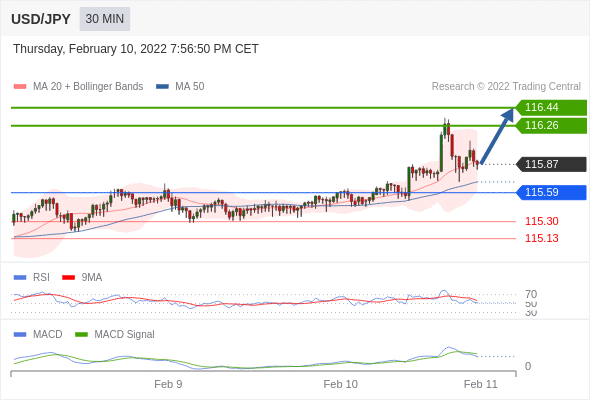 USD/JPY 30 MIN
Thursday, February 10, 2022 7:56:50 PM CET
MA 20 + Bollinger Bands MA 50 Research © 2022 Trading Central
116.44
116.26
115.87
115.59
115.30
115.13
RSI 9MA
70
50
30
MACD MACD Signal
0
Feb 9 Feb 10 Feb 11